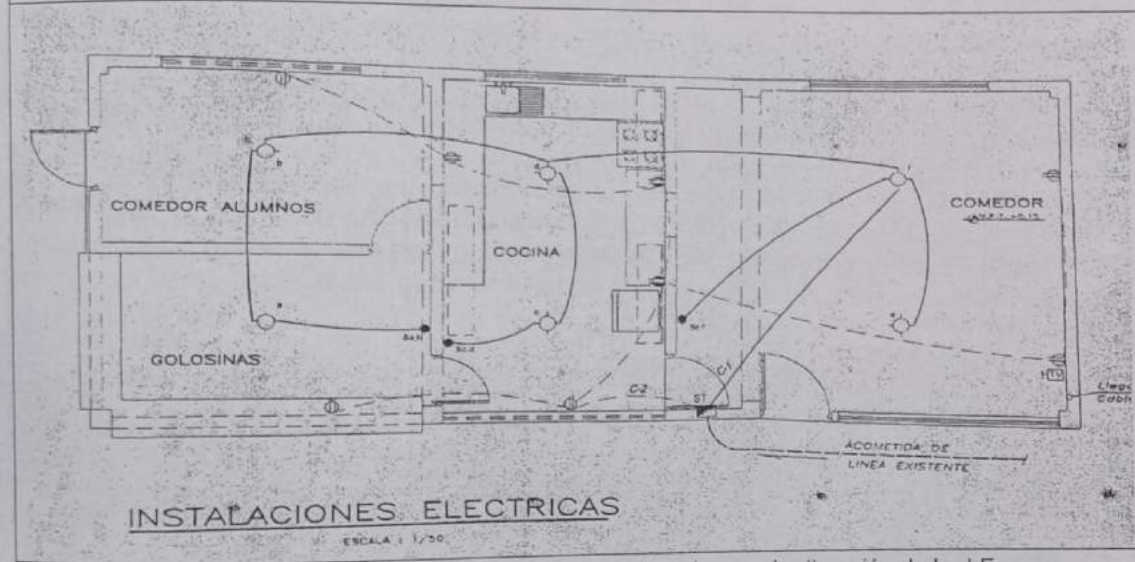 COMEDOR ALUMNOS
b
COCINA
COMEDOR
a
GOLOSINAS
C-1
C-2
ST
ACOMETIDA DE
LINEA EXISTENTE
INSTALACIONES ELECTRICAS
ESCALA : 1/50